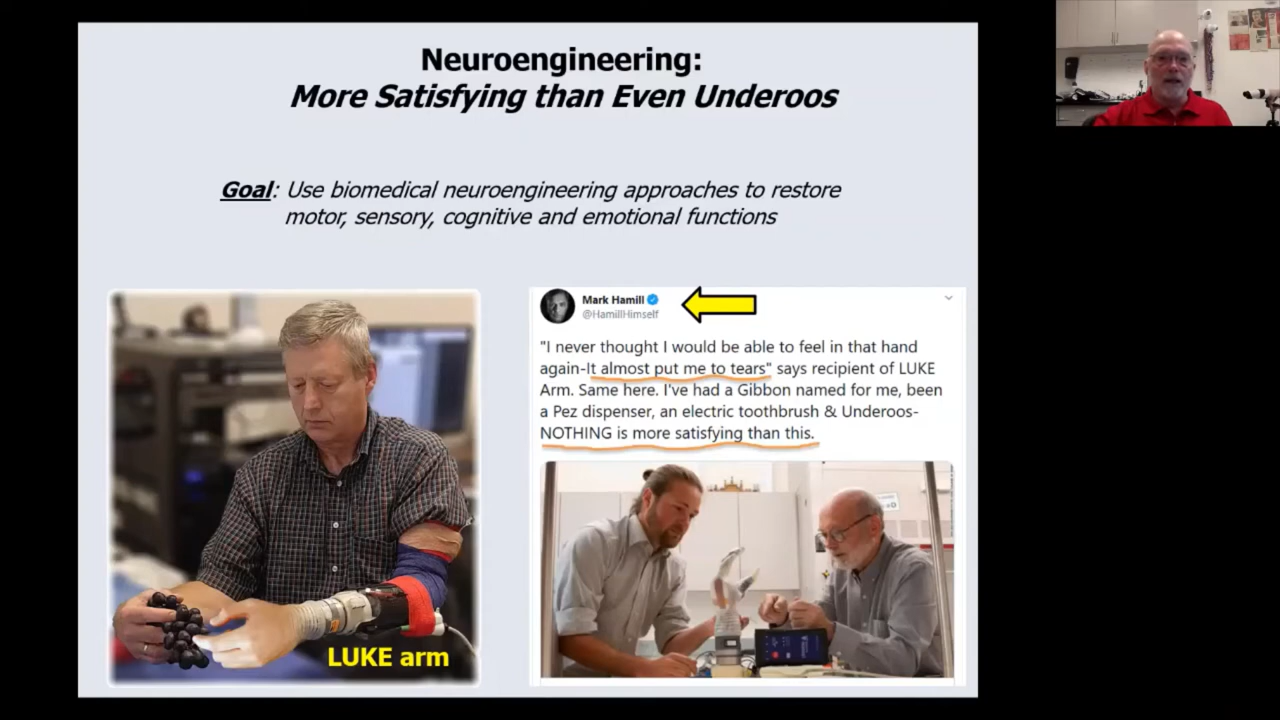 Neuroengineering:
More Satisfying than Even Underoos
Goal: Use biomedical neuroengineering approaches to restore
motor, sensory, cognitive and emotional functions
LUKE arm
Mark Hamill
@HamillHimself
"I never thought I would be able to feel in that hand
again-It almost put me to tears" says recipient of LUKE
Arm. Same here. I've had a Gibbon named for me, been
a Pez dispenser, an electric toothbrush & Underoos-
NOTHING is more satisfying than this.